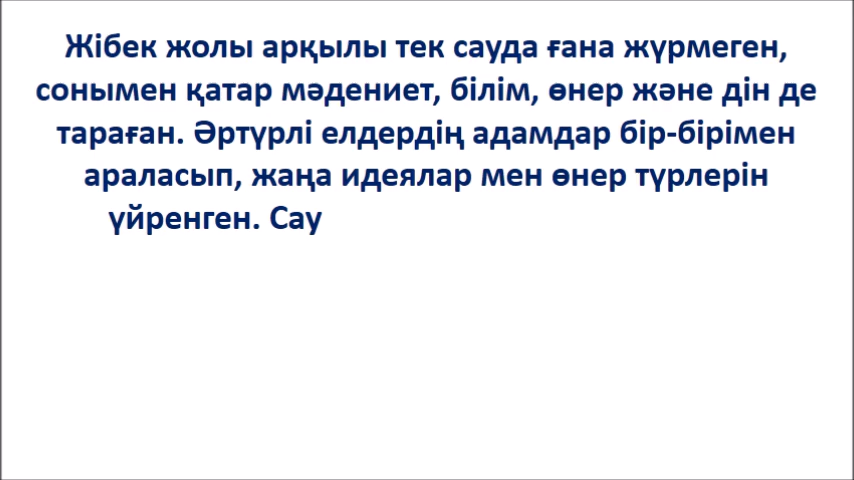 Жібек жолы арқылы тек сауда ғана жүрмеген,
сонымен қатар мәдениет, білім, өнер және дін де
тараған. Әртүрлі елдердің адамдар бір-бірімен
араласып, жаңа идеялар мен өнер түрлерін
үйренген. Сау